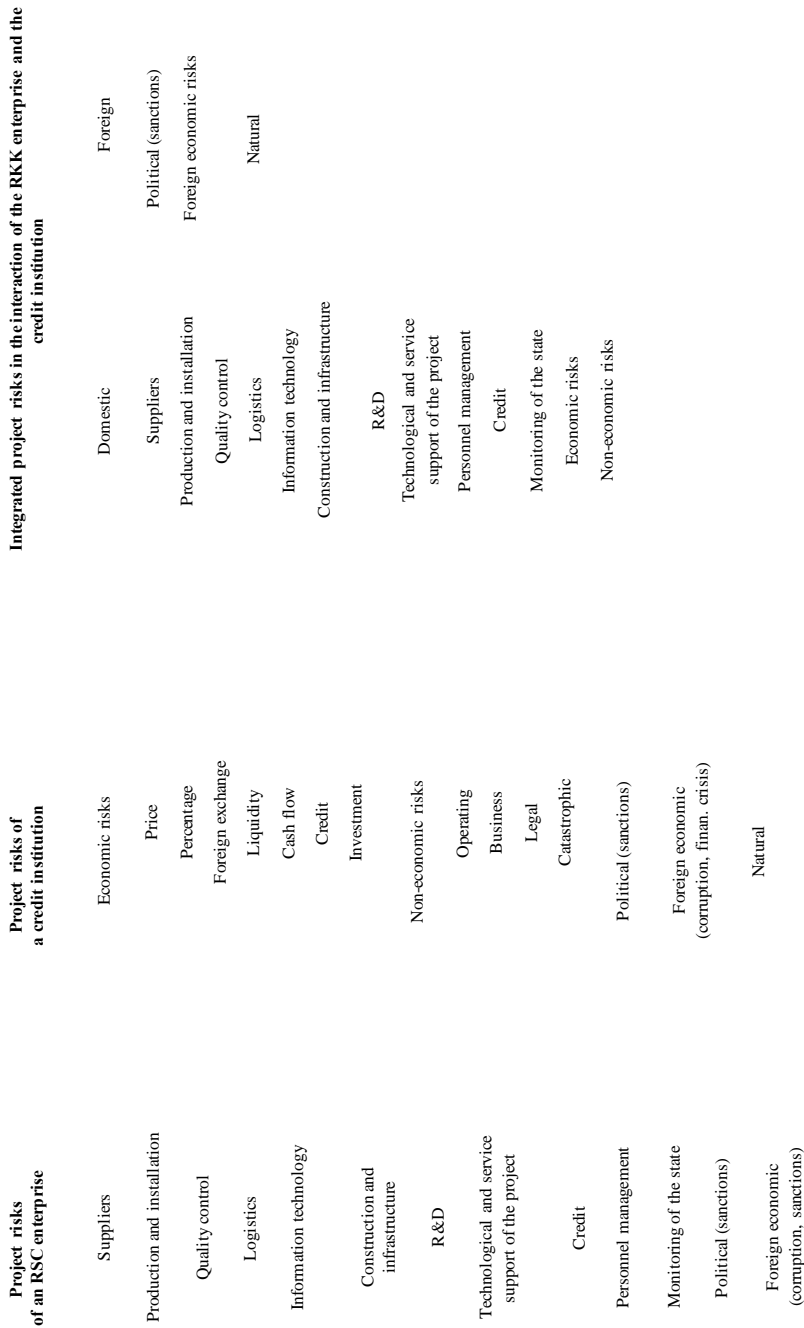 Project risks
of an RSC enterprise
Suppliers
Production and installation
Quality control
Logistics
Information technology
Construction and
infrastructure
R&D
Technological and service
support of the project
Credit
Personnel management
Monitoring of the state
Political (sanctions)
Foreign economic
(corruption, sanctions)
Project risks of
a credit institution
Economic risks
Price
Percentage
Foreign exchange
Liquidity
Cash flow
Credit
Investment
Non-economic risks
Operating
Business
Legal
Catastrophic
Political (sanctions)
Foreign economic
(corruption, finan. crisis)
Natural
Integrated project risks in the interaction of the RKK enterprise and the
credit institution
Domestic
Suppliers
Production and installation
Quality control
Logistics
Information technology
Construction and infrastructure
R&D
Technological and service
support of the project
Personnel management
Credit
Monitoring of the state
Economic risks
Non-economic risks
Foreign
Political (sanctions)
Foreign economic risks
Natural